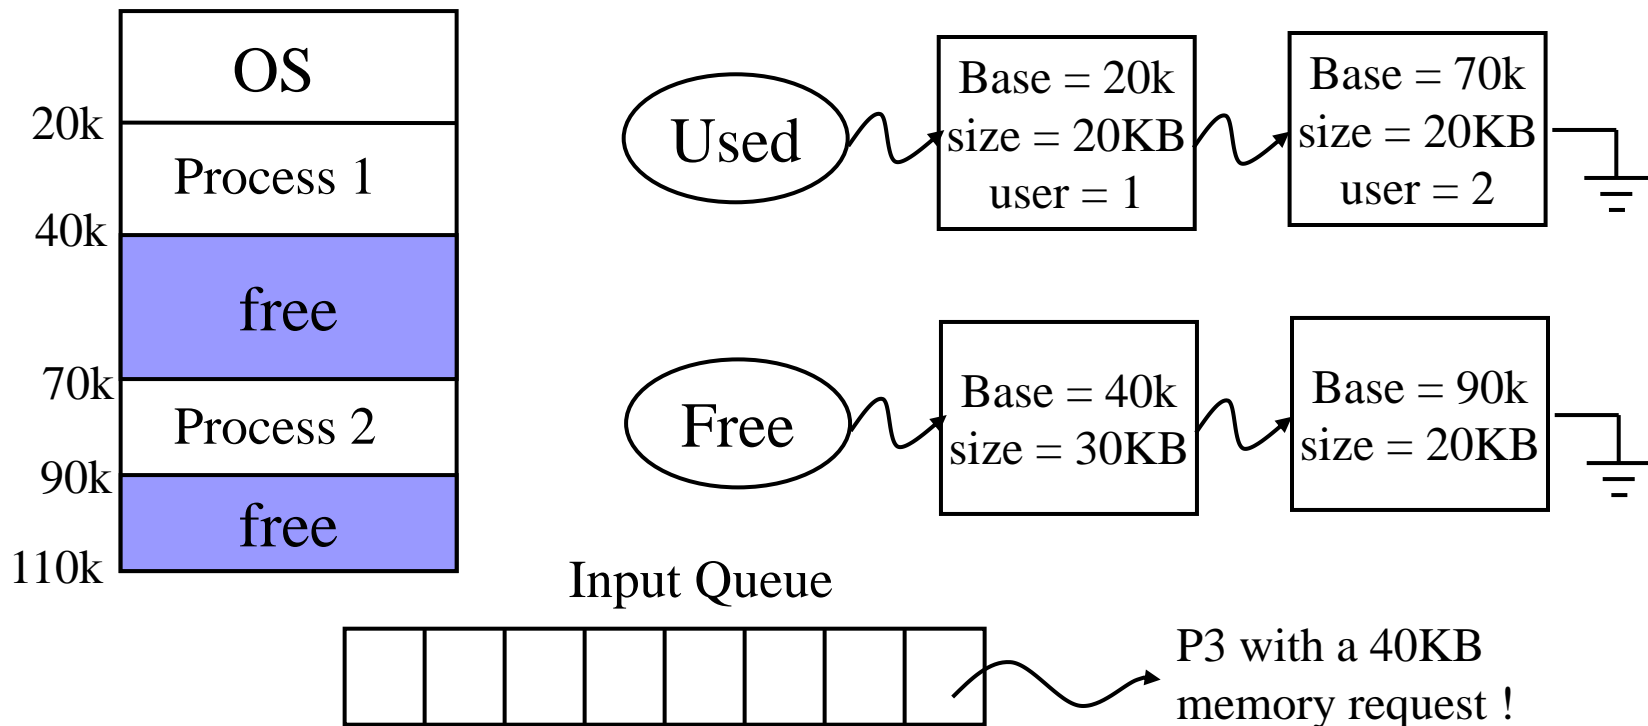 OS
20k
Process 1
40k
free
70k
Process 2
90k
free
110k
Used
Base = 20k
size = 20KB
user = 1
Base = 70k
size = 20KB
user = 2
Free
Base = 40k
size = 30KB
Base = 90k
size = 20KB
Input Queue
P3 with a 40KB
memory request !